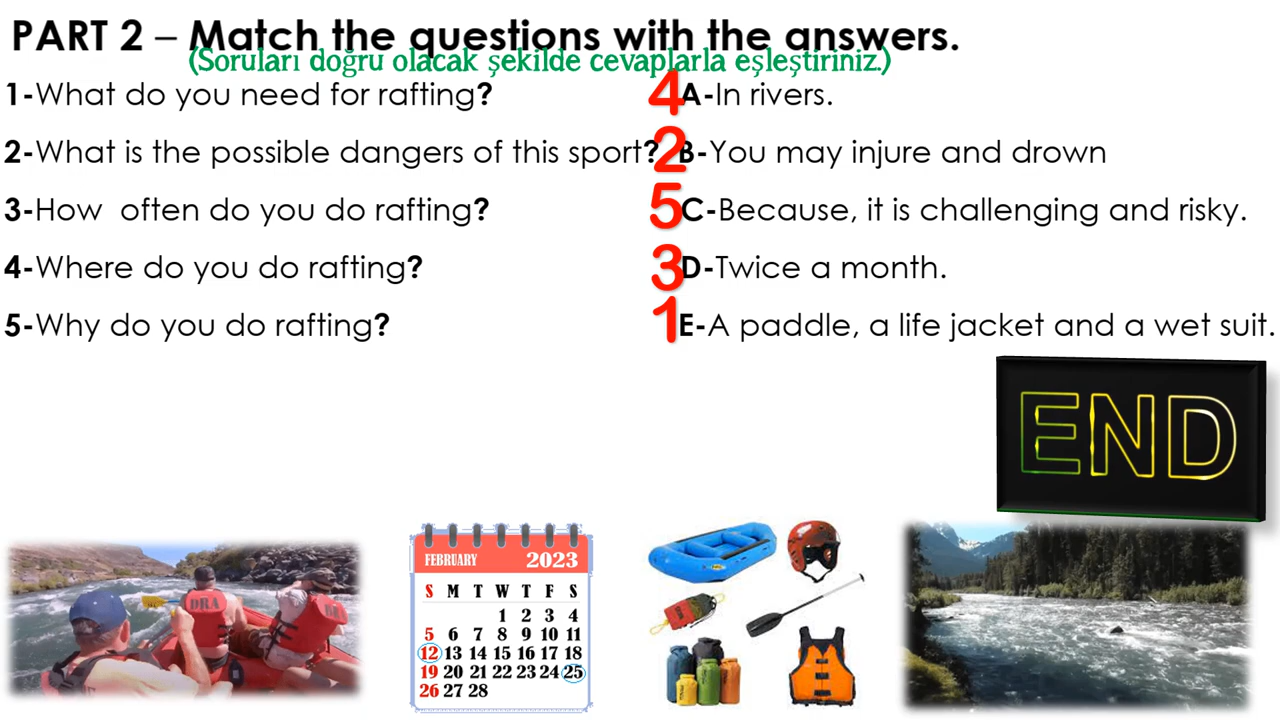 PART 2 – Match the questions with the answers.
(Soruları doğru olacak şekilde cevaplarla eşleştiriniz.)
1-What do you need for rafting?
2-What is the possible dangers of this sport?
3-How often do you do rafting?
4-Where do you do rafting?
5-Why do you do rafting?
4 A-In rivers.
2 B-You may injure and drown
5 C-Because, it is challenging and risky.
3 D-Twice a month.
1 E-A paddle, a life jacket and a wet suit.
END
DRA
FEBRUARY 2023
S M T W T F S
1 2 3 4
5 6 7 8 9 10 11
12 13 14 15 16 17 18
19 20 21 22 23 24 25
26 27 28